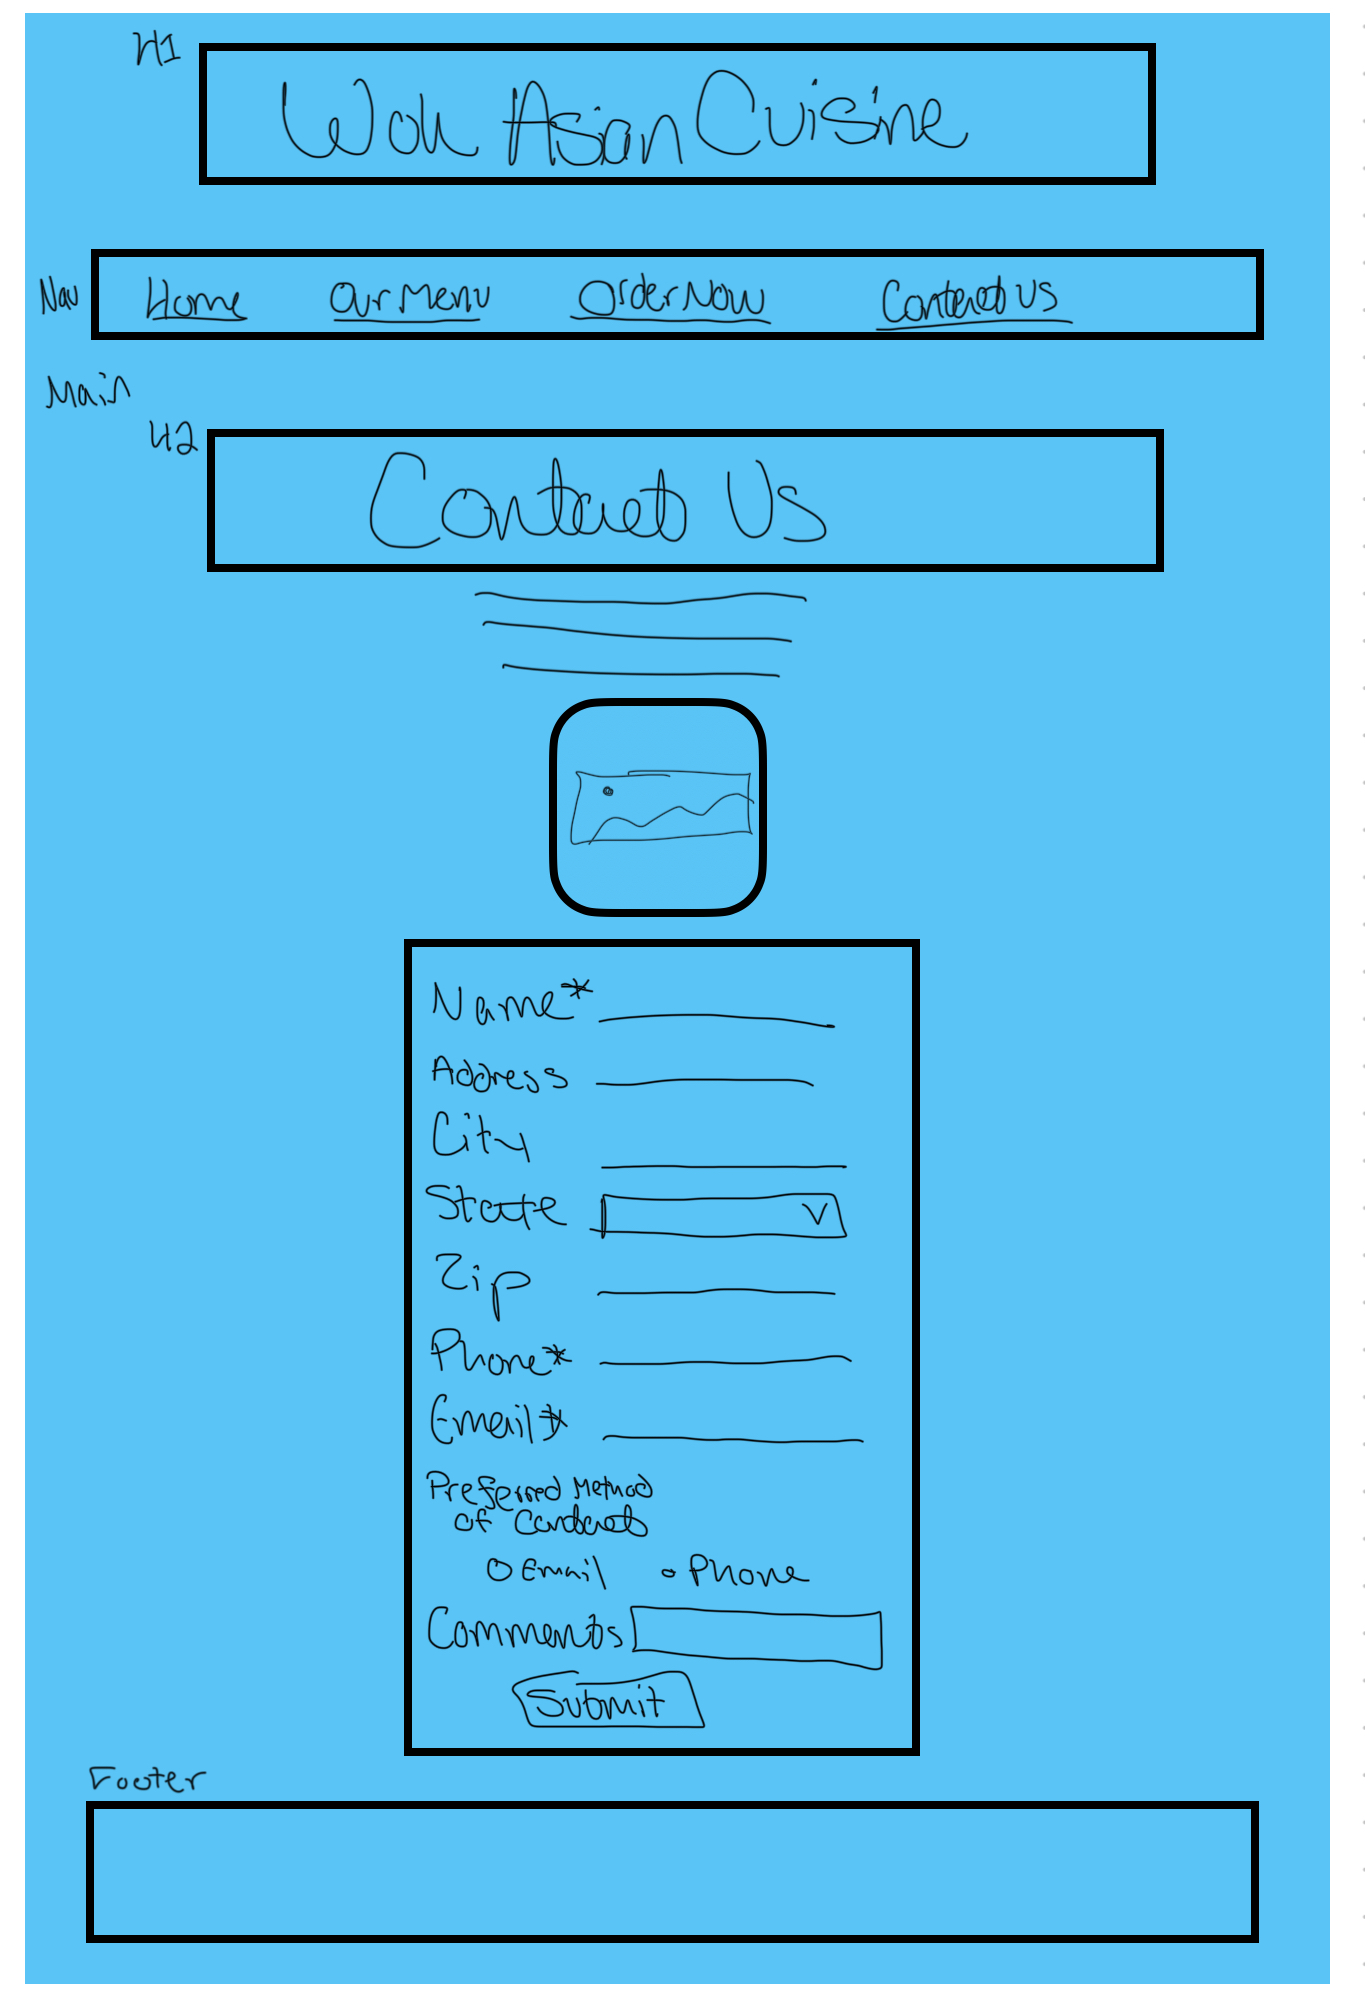 H1
Wok Asian Cuisine
Nav Home Our Menu Order Now Contact Us
Main
H2
Contact Us
Name*
Address
City
State
Zip
Phone*
Email*
Preferred Method
of Contact
Email Phone
Comments
Submit
Footer